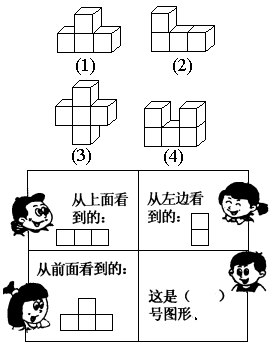 (1)
(2)
(3)
(4)
从上面看
到的：
从左边看
到的：
从前面看到的：
这是（ ）
号图形．